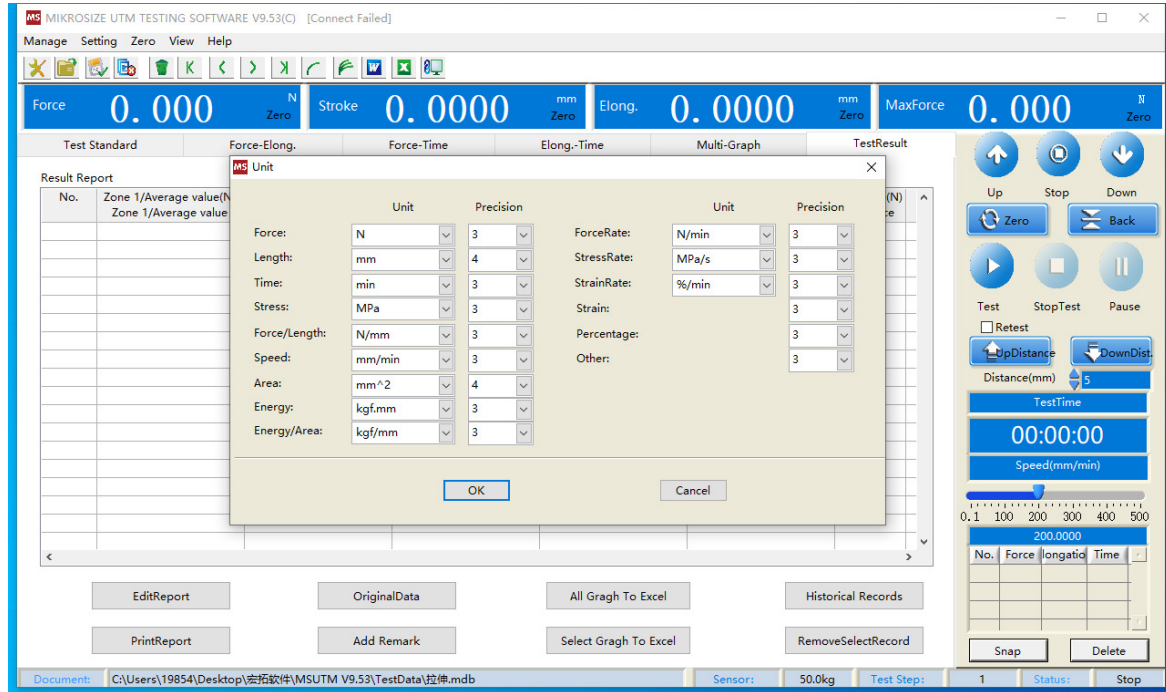 MS MIKROSIZE UTM TESTING SOFTWARE V9.53(C) [Connect Failed]
Manage Setting Zero View Help
Force 0.000 N Zero Stroke 0.0000 mm Zero Elong. 0.0000 mm Zero MaxForce 0.000 N Zero
Test Standard Force-Elong. Force-Time Elong.-Time Multi-Graph TestResult
Result Report
No. Zone 1/Average value(N (N)
Zone 1/Average value
MS Unit
Unit Precision Unit Precision
Force: N 3 ForceRate: N/min 3
Length: mm 4 StressRate: MPa/s 3
Time: min 3 StrainRate: %/min 3
Stress: MPa 3 Strain: 3
Force/Length: N/mm 3 Percentage: 3
Speed: mm/min 3 Other: 3
Area: mm^2 4
Energy: kgf.mm 3
Energy/Area: kgf/mm 3
OK Cancel
Up Stop Down
Zero Back
Test StopTest Pause
Retest
UpDistance DownDist.
Distance(mm) 5
TestTime
00:00:00
Speed(mm/min)
0.1 100 200 300 400 500
200.0000
No. Force longatio Time
Snap Delete
EditReport OriginalData All Gragh To Excel Historical Records
PrintReport Add Remark Select Gragh To Excel RemoveSelectRecord
Document: C:\Users\19854\Desktop\宏拓软件\MSUTM V9.53\TestData\拉伸.mdb Sensor: 50.0kg Test Step: 1 Status: Stop